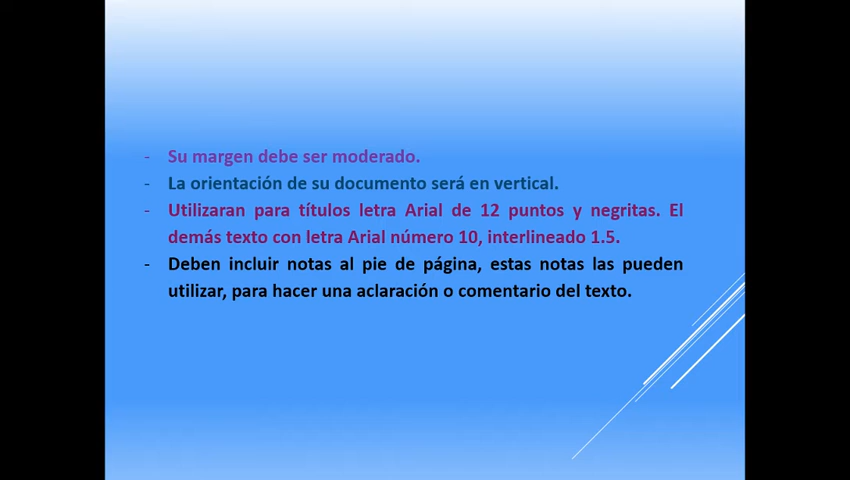 - Su margen debe ser moderado.
- La orientación de su documento será en vertical.
- Utilizaran para títulos letra Arial de 12 puntos y negritas. El
demás texto con letra Arial número 10, interlineado 1.5.
- Deben incluir notas al pie de página, estas notas las pueden
utilizar, para hacer una aclaración o comentario del texto.